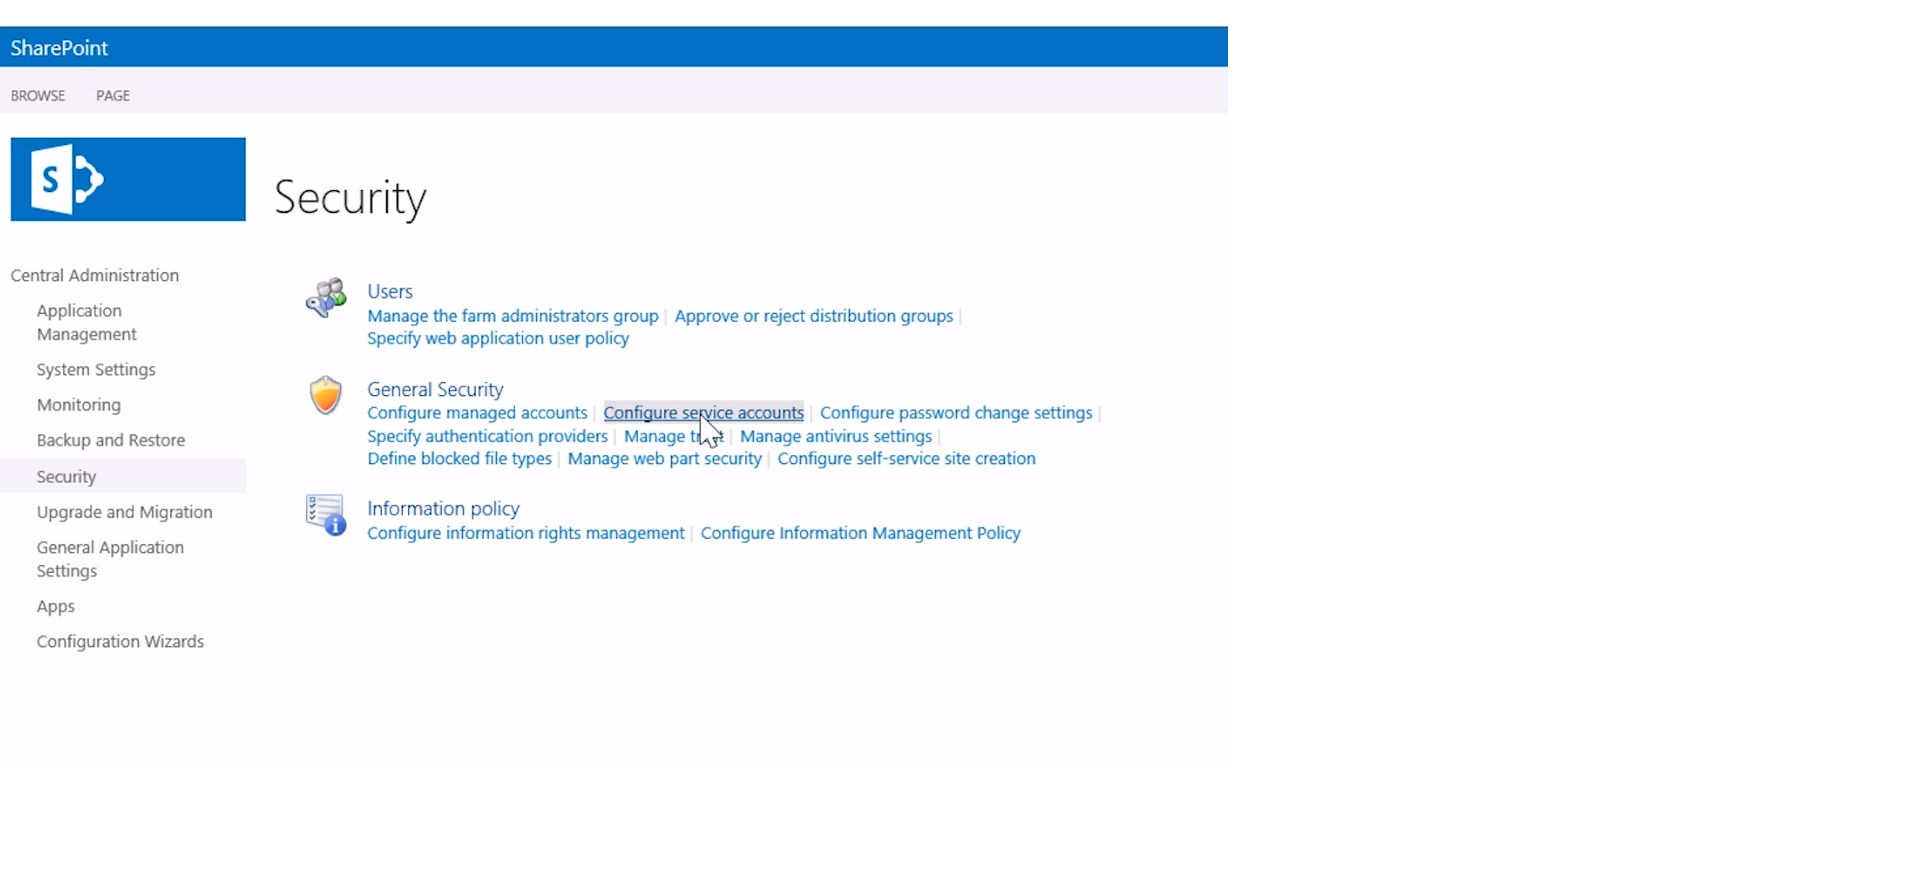 SharePoint
BROWSE PAGE
S
Security
Central Administration
Application
Management
System Settings
Monitoring
Backup and Restore
Security
Upgrade and Migration
General Application
Settings
Apps
Configuration Wizards
Users
Manage the farm administrators group | Approve or reject distribution groups |
Specify web application user policy
General Security
Configure managed accounts | Configure service accounts | Configure password change settings |
Specify authentication providers | Manage | Manage antivirus settings |
Define blocked file types | Manage web part security | Configure self-service site creation
Information policy
Configure information rights management | Configure Information Management Policy